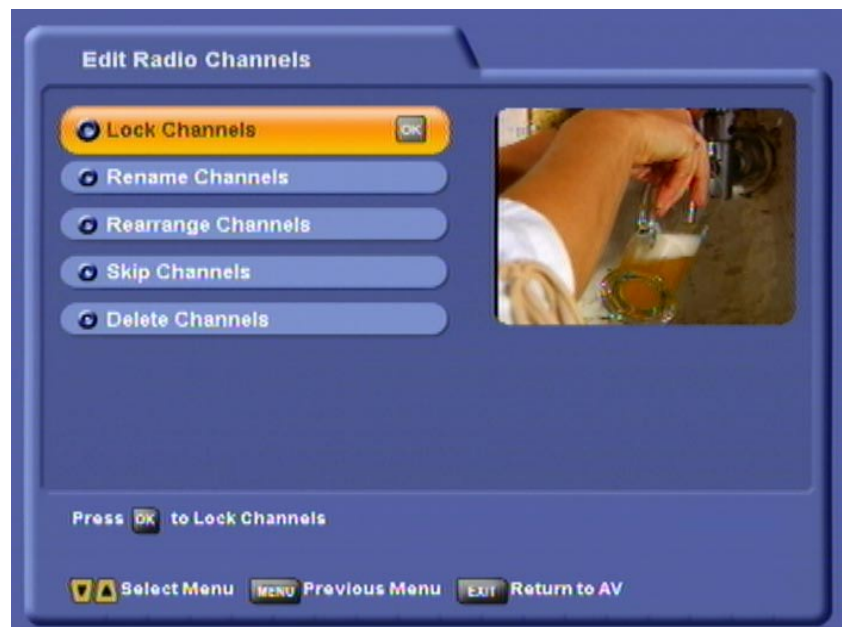 Edit Radio Channels
Lock Channels OK
Rename Channels
Rearrange Channels
Skip Channels
Delete Channels
Press OK to Lock Channels
Select Menu MENU Previous Menu EXIT Return to AV